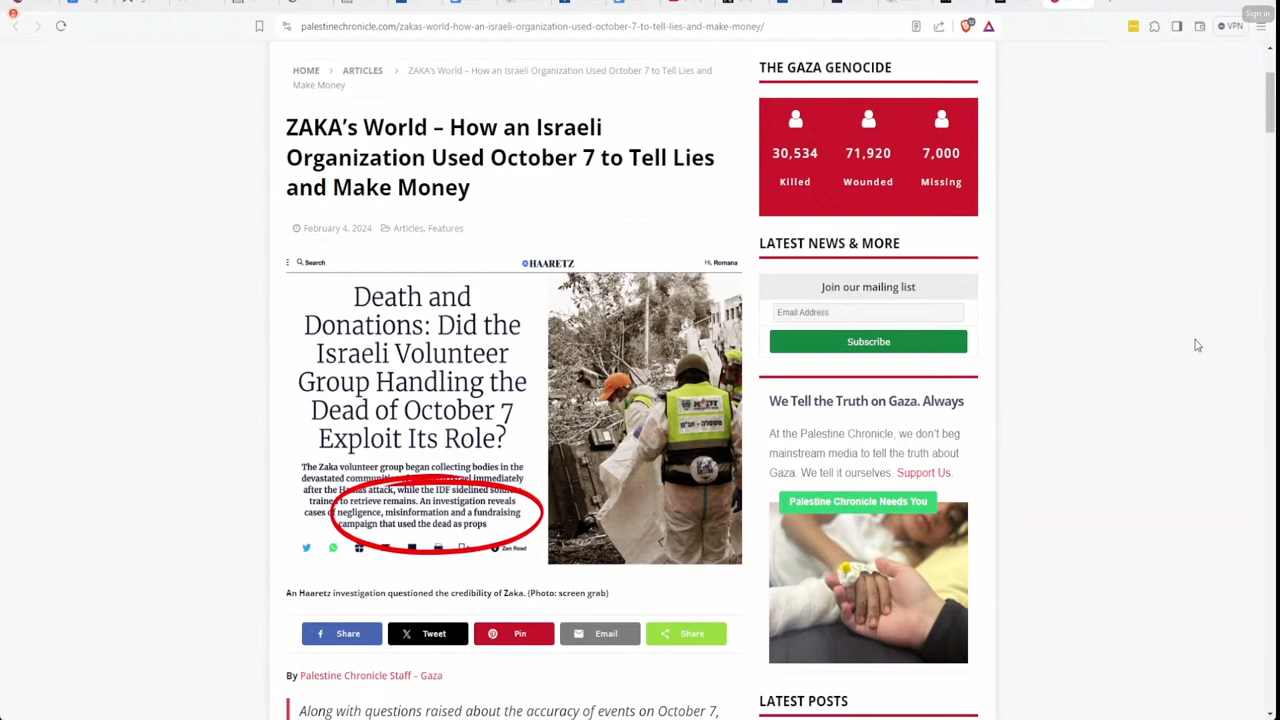 Sign in
palestinechronicle.com/zakas-world-how-an-israeli-organization-used-october-7-to-tell-lies-and-make-money/
VPN
HOME › ARTICLES › ZAKA's World – How an Israeli Organization Used October 7 to Tell Lies and
Make Money
ZAKA's World – How an Israeli
Organization Used October 7 to Tell Lies
and Make Money
February 4, 2024 Articles, Features
Search
HAARETZ
Hi, Romana
Death and
Donations: Did the
Israeli Volunteer
Group Handling the
Dead of October 7
Exploit Its Role?
The Zaka volunteer group began collecting bodies in the
devastated immediately
after the Hamas attack, while the IDF sidelined
trained to retrieve remains. An investigation reveals
cases of negligence, misinformation and a fundraising
campaign that used the dead as props
Zen Read
זק"א
An Haaretz investigation questioned the credibility of Zaka. (Photo: screen grab)
Share
Tweet
Pin
Email
Share
By Palestine Chronicle Staff – Gaza
Along with questions raised about the accuracy of events on October 7,
THE GAZA GENOCIDE
30,534 71,920 7,000
Killed Wounded Missing
LATEST NEWS & MORE
Join our mailing list
Email Address
Subscribe
We Tell the Truth on Gaza. Always
At the Palestine Chronicle, we don't beg
mainstream media to tell the truth about
Gaza. We tell it ourselves. Support Us.
Palestine Chronicle Needs You
LATEST POSTS